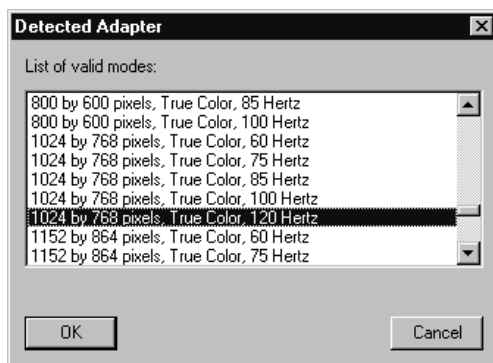 Detected Adapter
List of valid modes:
800 by 600 pixels, True Color, 85 Hertz
800 by 600 pixels, True Color, 100 Hertz
1024 by 768 pixels, True Color, 60 Hertz
1024 by 768 pixels, True Color, 75 Hertz
1024 by 768 pixels, True Color, 85 Hertz
1024 by 768 pixels, True Color, 100 Hertz
1024 by 768 pixels, True Color, 120 Hertz
1152 by 864 pixels, True Color, 60 Hertz
1152 by 864 pixels, True Color, 75 Hertz
OK Cancel